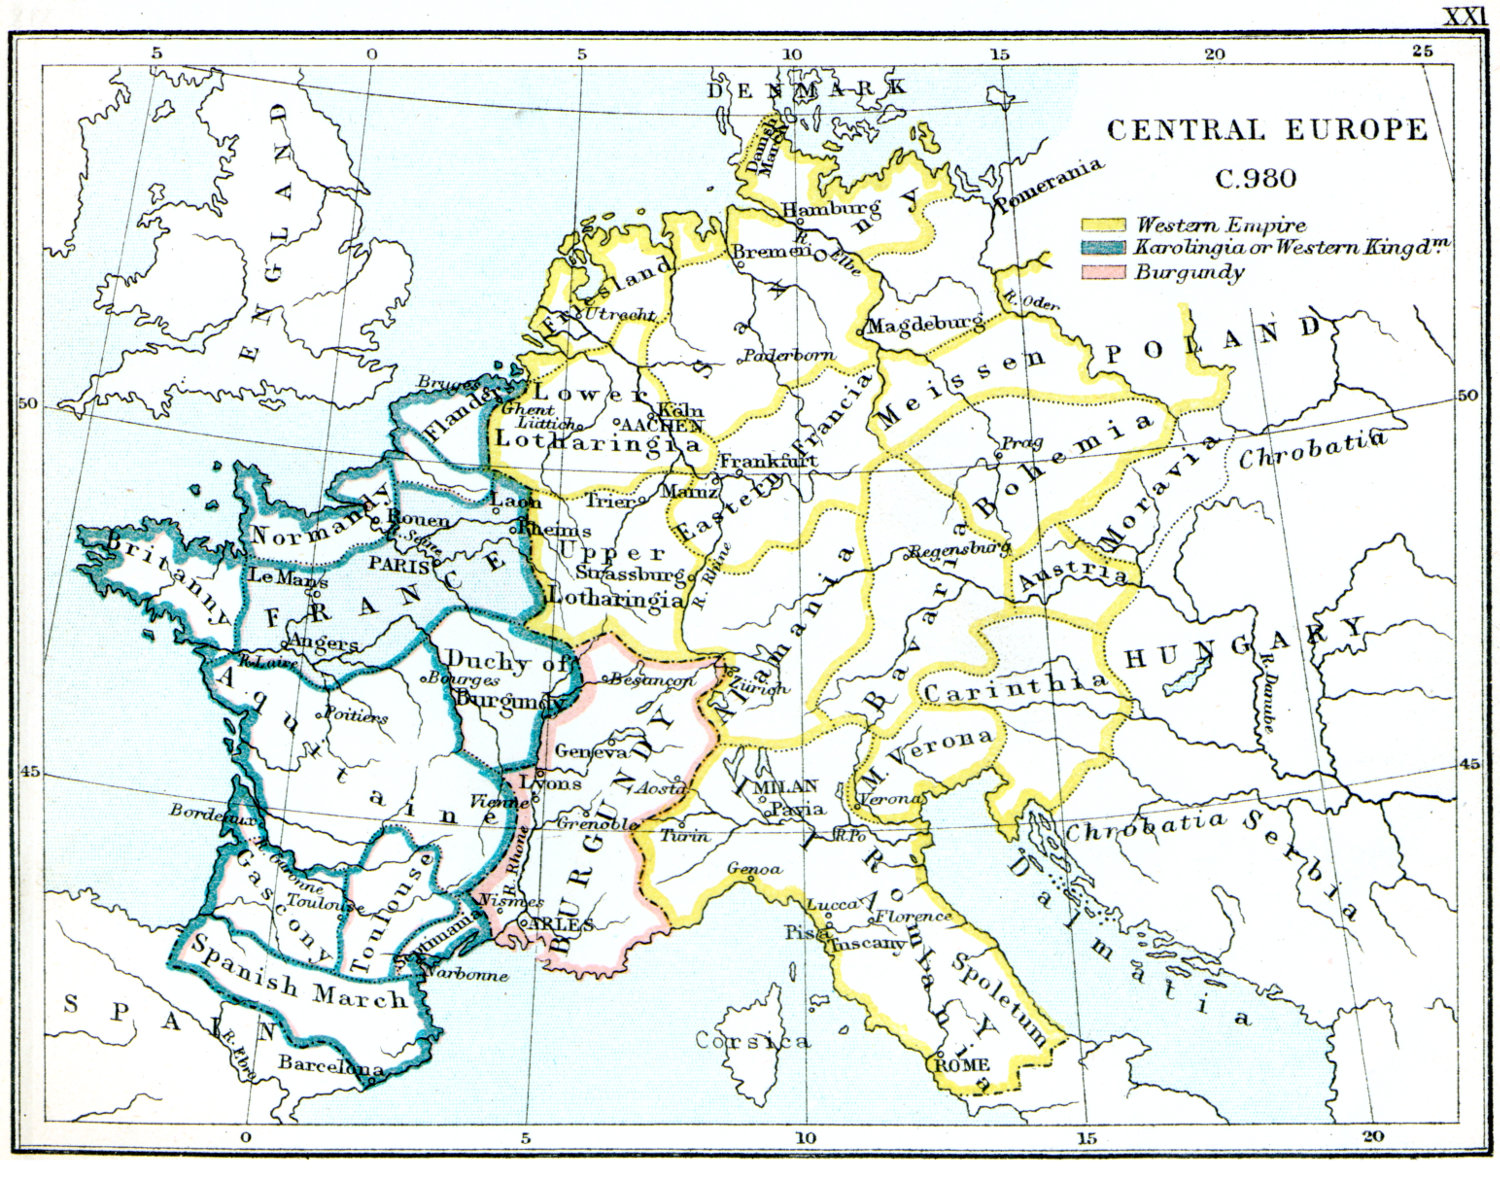 XXI
5 0 5 10 15 20 25
DENMARK
CENTRAL EUROPE
C.980
Western Empire
Karolingia or Western Kingdm.
Burgundy
ENGLAND
Danish
March
Pomerania
Hamburg
Saxony
Bremen
R. Elbe
Friesland
Utrecht
R. Oder
Magdeburg
POLAND
Paderborn
Meissen
50
50
Bruges
Flanders
Ghent
Lower
Lüttich
Köln
AACHEN
Lotharingia
Eastern Francia
Frankfurt
Prag
Bohemia
Moravia
Chrobatia
Laon
Trier
Mainz
Normandy
Rouen
Rheims
R. Seine
Britanny
PARIS
Upper
Strassburg
Lotharingia
R. Rhine
Regensburg
Austria
Le Mans
FRANCE
Angers
R. Loire
Alamannia
Bavaria
HUNGARY
R. Danube
Duchy of
Burgundy
Bourges
Besançon
Zürich
Carinthia
Aquitaine
Poitiers
BURGUNDY
Geneva
M. Verona
45
45
Lyons
Vienne
Aosta
MILAN
Pavia
Verona
Bordeaux
Grenoble
Turin
R. Po
Chrobatia
Serbia
R. Garonne
R. Rhone
Genoa
ITALY
Lombardia
Dalmatia
Gascony
Toulouse
Toulouse
Nismes
ARLES
Lucca
Florence
Pisa
Tuscany
Septimania
Narbonne
Spoletum
Spanish March
SPAIN
R. Ebro
Corsica
Barcelona
ROME
0 5 10 15 20